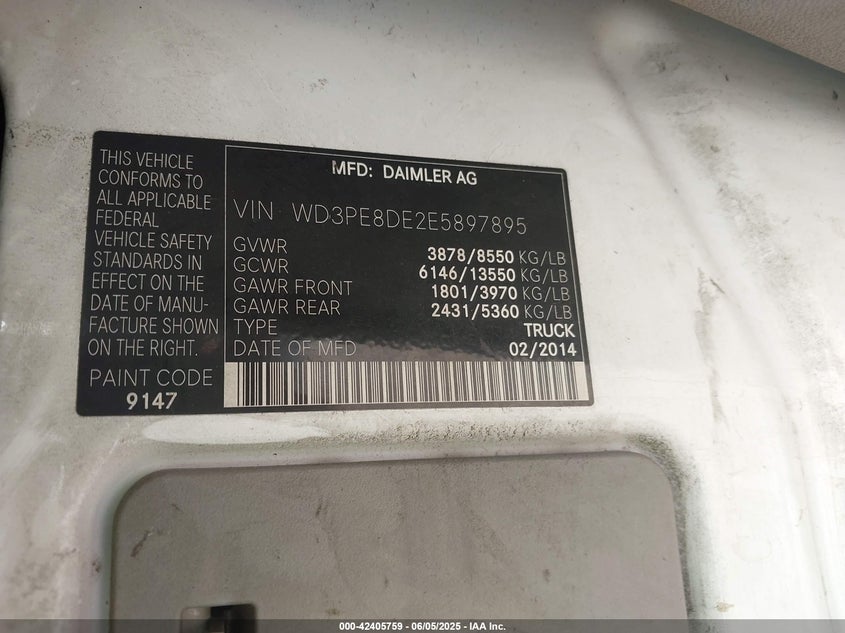 THIS VEHICLE
CONFORMS TO
ALL APPLICABLE
FEDERAL
VEHICLE SAFETY
STANDARDS IN
EFFECT ON THE
DATE OF MANU-
FACTURE SHOWN
ON THE RIGHT.
PAINT CODE
9147
MFD: DAIMLER AG
VIN WD3PE8DE2E5897895
GVWR 3878/8550 KG/LB
GCWR 6146/13550 KG/LB
GAWR FRONT 1801/3970 KG/LB
GAWR REAR 2431/5360 KG/LB
TYPE TRUCK
DATE OF MFD 02/2014
000-42405759 - 06/05/2025 - IAA Inc.